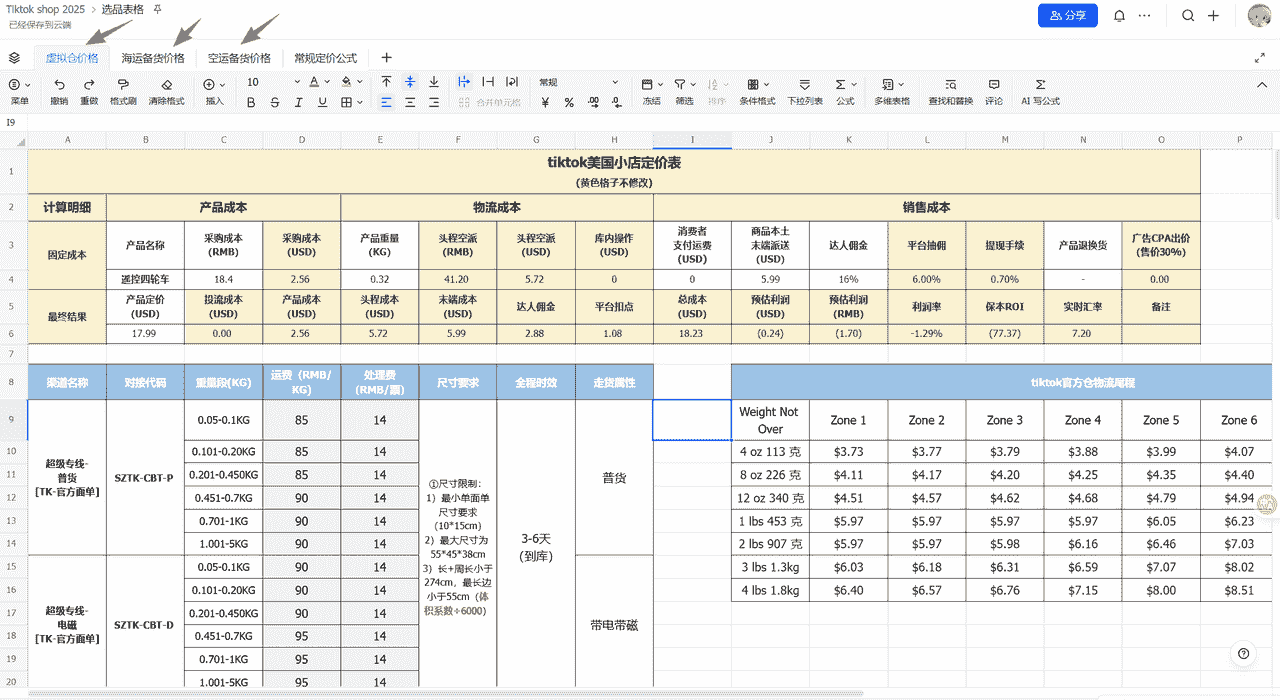 Tiktok shop 2025 > 选品表格
已经保存到云端
分享
虚拟仓价格 海运备货价格 空运备货价格 常规定价公式
菜单 撤销 重做 格式刷 清除格式 插入 10 A B S I U 合并单元格 常规 ¥ % .00 .0 冻结 筛选 排序 条件格式 下拉列表 公式 多维表格 查找和替换 评论 AI 写公式
I9
A B C D E F G H I J K L M N O P
1 tiktok美国小店定价表
(黄色格子不修改)
2 计算明细 产品成本 物流成本 销售成本
3 固定成本 产品名称 采购成本 (RMB) 采购成本 (USD) 产品重量 (KG) 头程空派 (RMB) 头程空派 (USD) 库内操作 (USD) 消费者 支付运费 (USD) 商品本土 末端派送 (USD) 达人佣金 平台抽佣 提现手续 产品退换货 广告CPA出价 (售价30%)
4 遥控四轮车 18.4 2.56 0.32 41.20 5.72 0 0 5.99 16% 6.00% 0.70% - 0.00
5 最终结果 产品定价 (USD) 投流成本 (USD) 产品成本 (USD) 头程成本 (USD) 末端成本 (USD) 达人佣金 平台扣点 总成本 (USD) 预估利润 (USD) 预估利润 (RMB) 利润率 保本ROI 实时汇率 备注
6 17.99 0.00 2.56 5.72 5.99 2.88 1.08 18.23 (0.24) (1.70) -1.29% (77.37) 7.20
7
8 渠道名称 对接代码 重量段(KG) 运费（RMB/KG） 处理费 (RMB/票) 尺寸要求 全程时效 走货属性 tiktok官方仓物流尾程
9 0.05-0.1KG 85 14 Weight Not Over Zone 1 Zone 2 Zone 3 Zone 4 Zone 5 Zone 6
10 0.101-0.20KG 85 14 4 oz 113 克 $3.73 $3.77 $3.79 $3.88 $3.99 $4.07
11 0.201-0.450KG 85 14 8 oz 226 克 $4.11 $4.17 $4.20 $4.25 $4.35 $4.40
12 0.451-0.7KG 90 14 12 oz 340 克 $4.51 $4.57 $4.62 $4.68 $4.79 $4.94
13 0.701-1KG 90 14 1 lbs 453 克 $5.97 $5.97 $5.97 $5.97 $6.05 $6.23
14 1.001-5KG 90 14 2 lbs 907 克 $5.97 $5.97 $5.98 $6.16 $6.46 $7.03
15 0.05-0.1KG 90 14 3 lbs 1.3kg $6.03 $6.18 $6.31 $6.59 $7.07 $8.02
16 0.101-0.20KG 90 14 4 lbs 1.8kg $6.40 $6.57 $6.76 $7.15 $8.00 $8.51
17 0.201-0.450KG 90 14
18 0.451-0.7KG 95 14
19 0.701-1KG 95 14
20 1.001-5KG 95 14
超级专线-
普货
[TK-官方面单]
SZTK-CBT-P
超级专线-
电磁
[TK-官方面单]
SZTK-CBT-D
①尺寸限制：
1）最小单面单
尺寸要求
（10*15cm）
2）最大尺寸为
55*45*38cm
3）长+周长小于
274cm，最长边
小于55cm（体
积系数÷6000）
3-6天
(到库)
普货
带电带磁